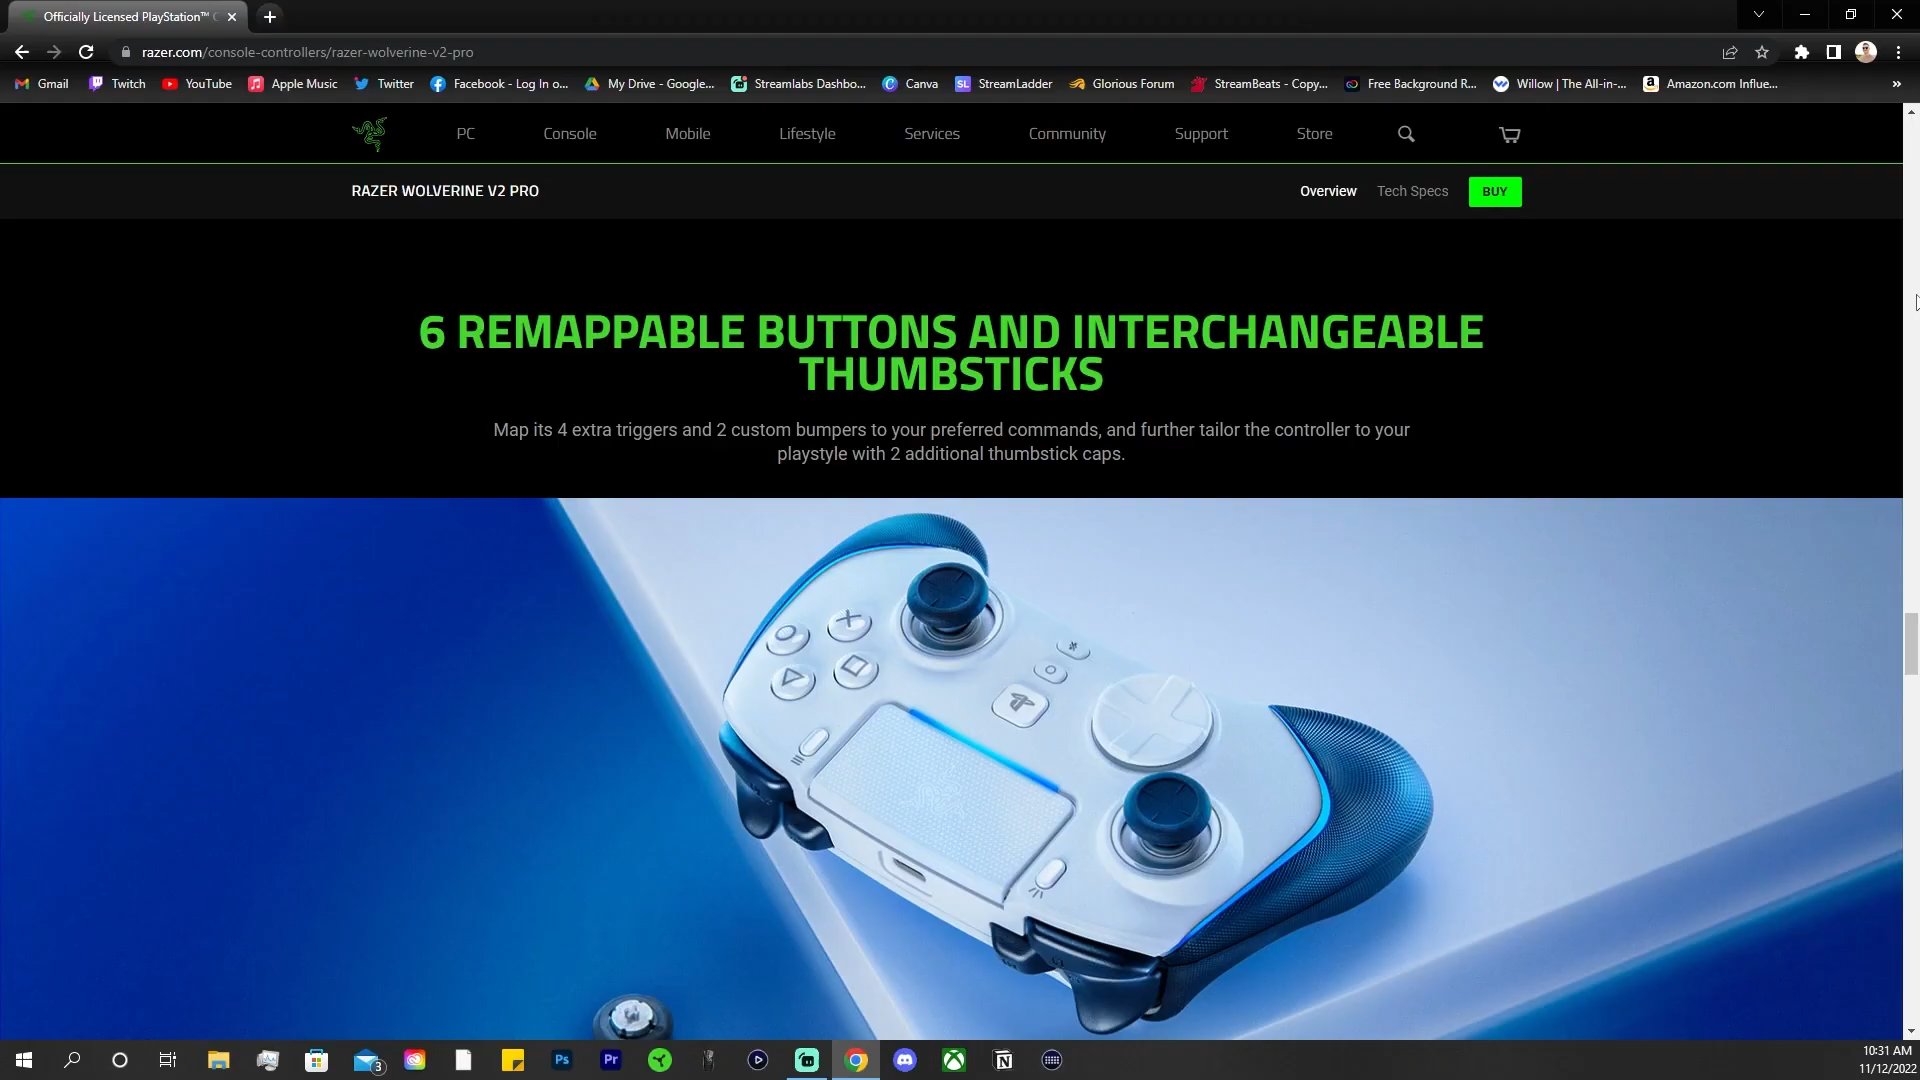 Officially Licensed PlayStation™
razer.com/console-controllers/razer-wolverine-v2-pro
Gmail
Twitch
YouTube
Apple Music
Twitter
Facebook - Log In o...
My Drive - Google...
Streamlabs Dashbo...
Canva
SL
StreamLadder
Glorious Forum
StreamBeats - Copy...
Free Background R...
Willow | The All-in-...
Amazon.com Influe...
PC
Console
Mobile
Lifestyle
Services
Community
Support
Store
RAZER WOLVERINE V2 PRO
Overview
Tech Specs
BUY
6 REMAPPABLE BUTTONS AND INTERCHANGEABLE
THUMBSTICKS
Map its 4 extra triggers and 2 custom bumpers to your preferred commands, and further tailor the controller to your
playstyle with 2 additional thumbstick caps.
3
Ps
Pr
10:31 AM
11/12/2022